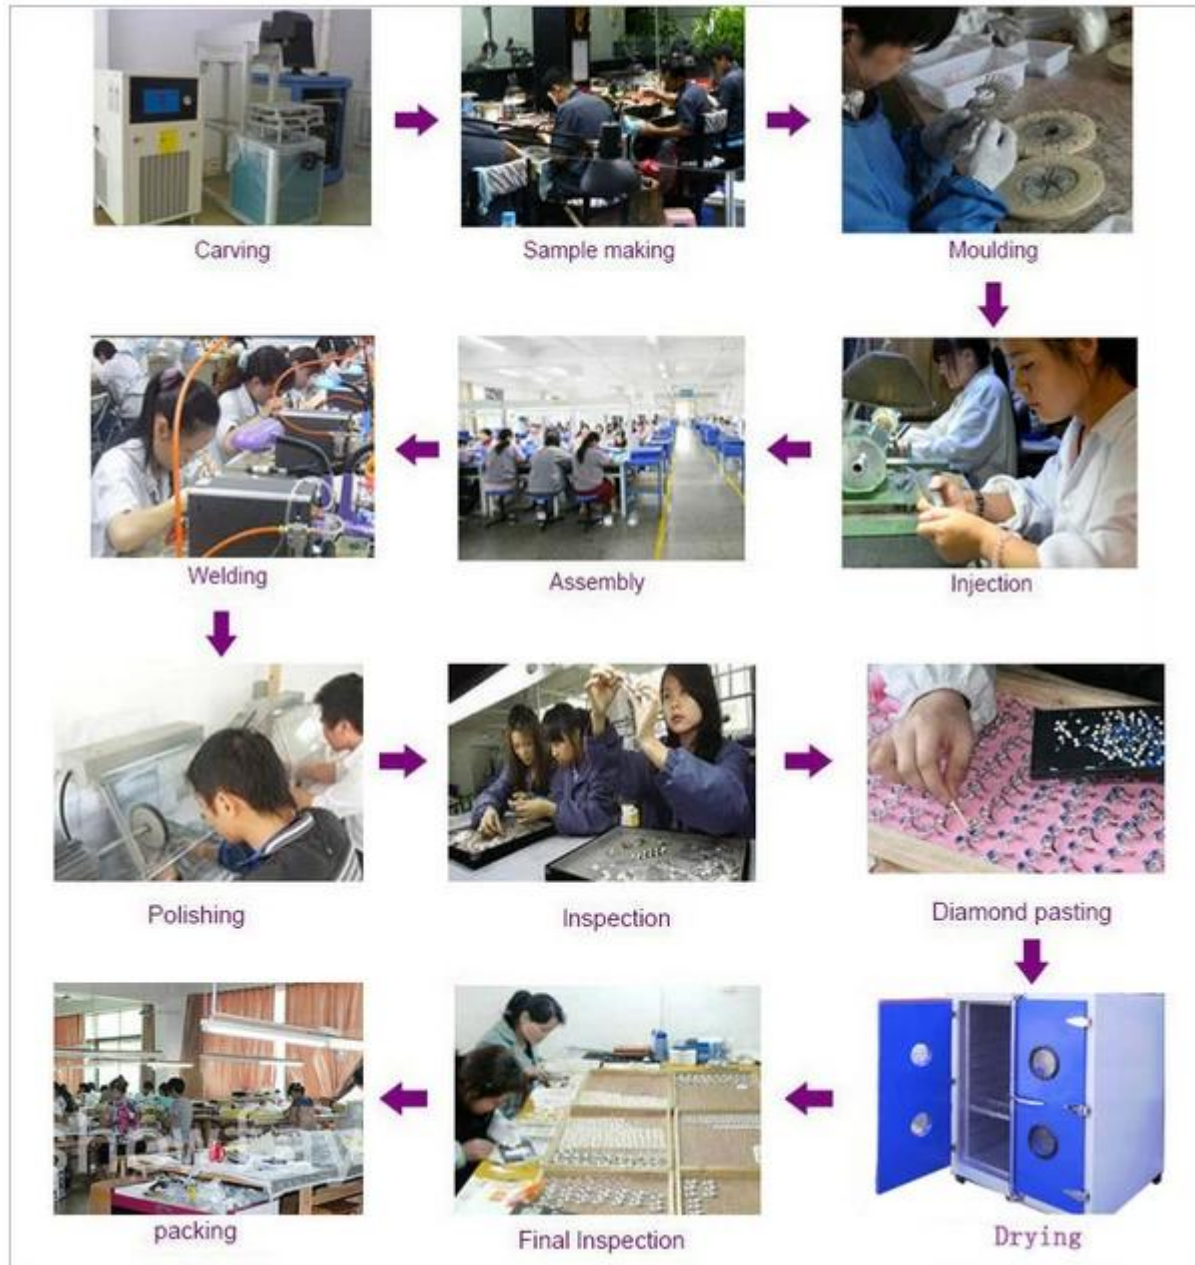 Carving
Sample making
Moulding
Injection
Assembly
Welding
Polishing
Inspection
Diamond pasting
Drying
Final Inspection
packing